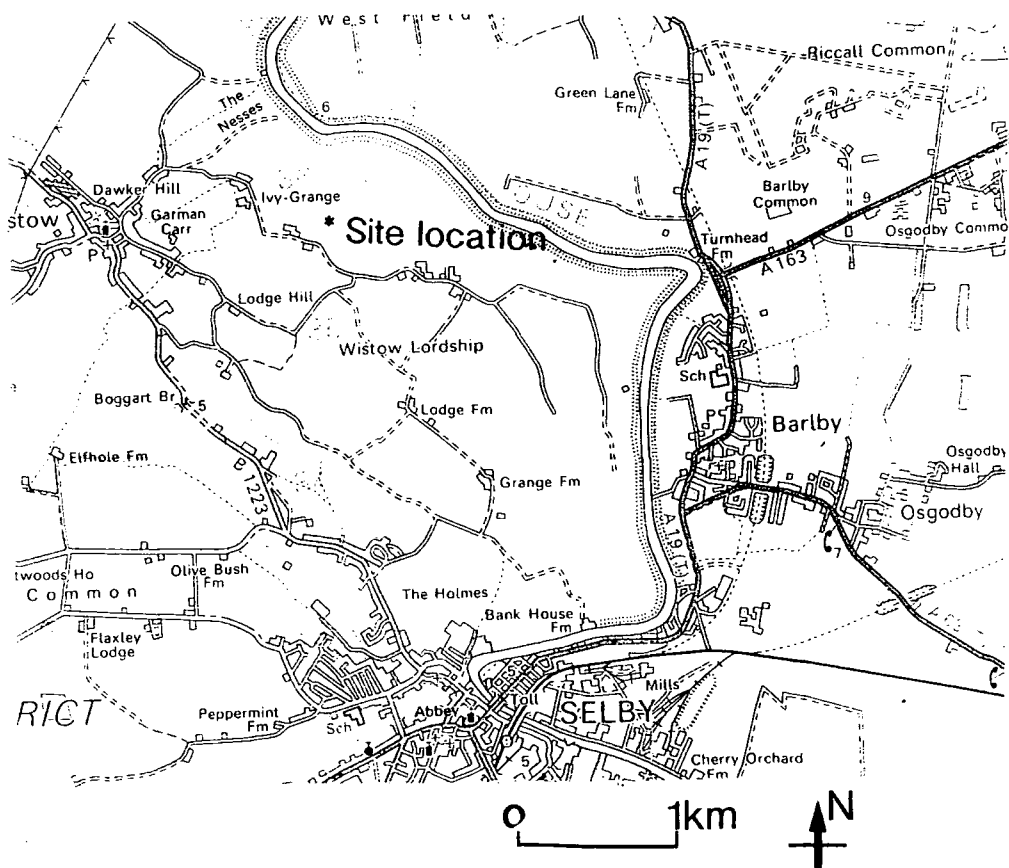 West Field
Riccall Common
The
Nesses
6
Green Lane
Fm
A 19 (T)
Dawker Hill
Ivy-Grange
Barlby
Common
9
stow
Garman
Carr
* Site location
OUSE
Turnhead
Fm
Osgodby Commo
P
A 163
Lodge Hill
Wistow Lordship
Sch
Boggart Br
5
Lodge Fm
P
Barlby
Elfhole Fm
Grange Fm
Osgodby
Hall
B 1223
Osgodby
A 19 (T)
7
twoods Ho
Common
Olive Bush
Fm
The Holmes
Bank House
Fm
Flaxley
Lodge
Mills
RICT
Abbey
Toll
SELBY
Peppermint
Fm
Sch
5
Cherry Orchard
Fm
0 1km
N